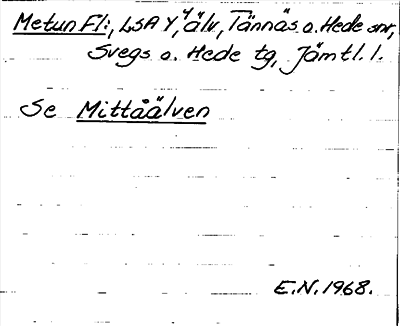 Metun Fl:, LSA Y, älv, Tännäs o. Hede snr,
Svegs o. Hede tg, Jämtl. l.
Se Mittåälven
E.N. 1968.